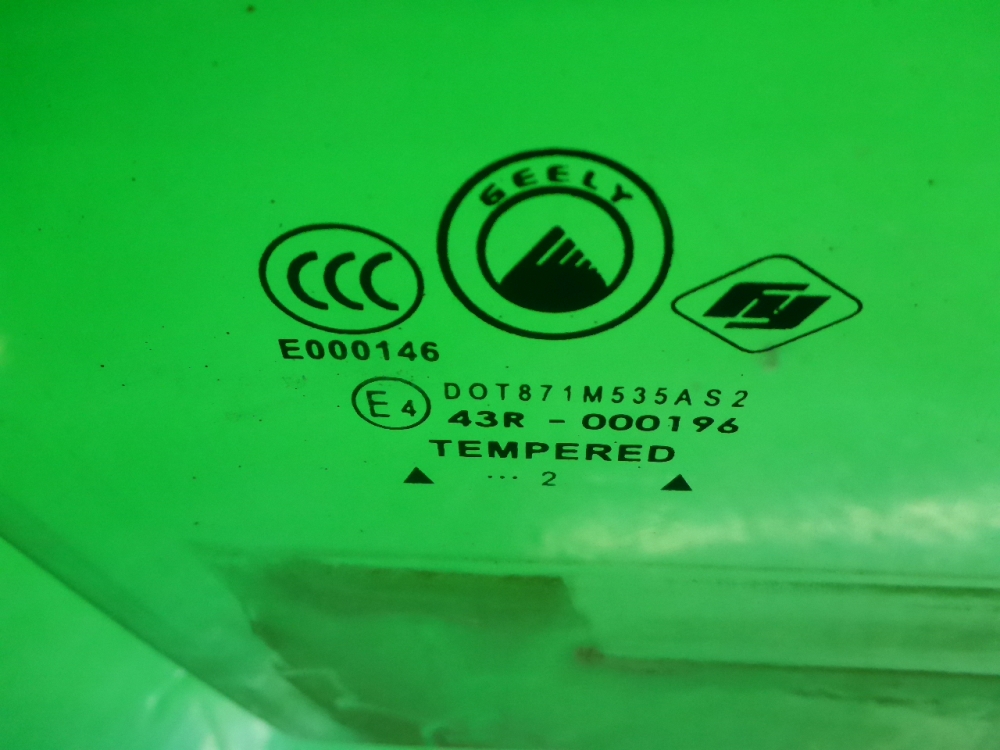 GEELY
CCC
E000146
E4
DOT871M535AS2
43R - 000196
TEMPERED
... 2